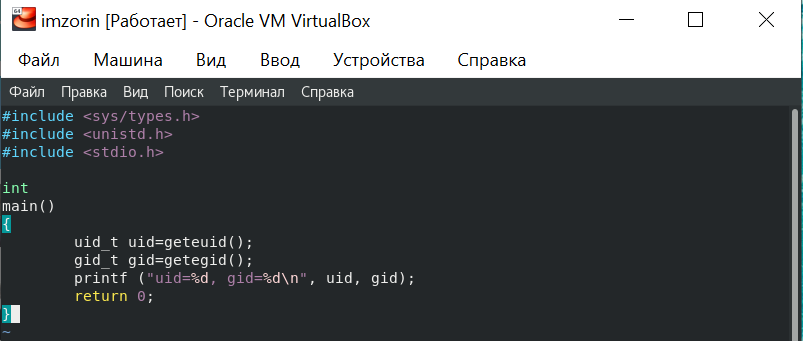 64
imzorin [Работает] - Oracle VM VirtualBox
Файл Машина Вид Ввод Устройства Справка
Файл Правка Вид Поиск Терминал Справка
#include <sys/types.h>
#include <unistd.h>
#include <stdio.h>
int
main()
{
uid_t uid=geteuid();
gid_t gid=getegid();
printf ("uid=%d, gid=%d\n", uid, gid);
return 0;
}
~